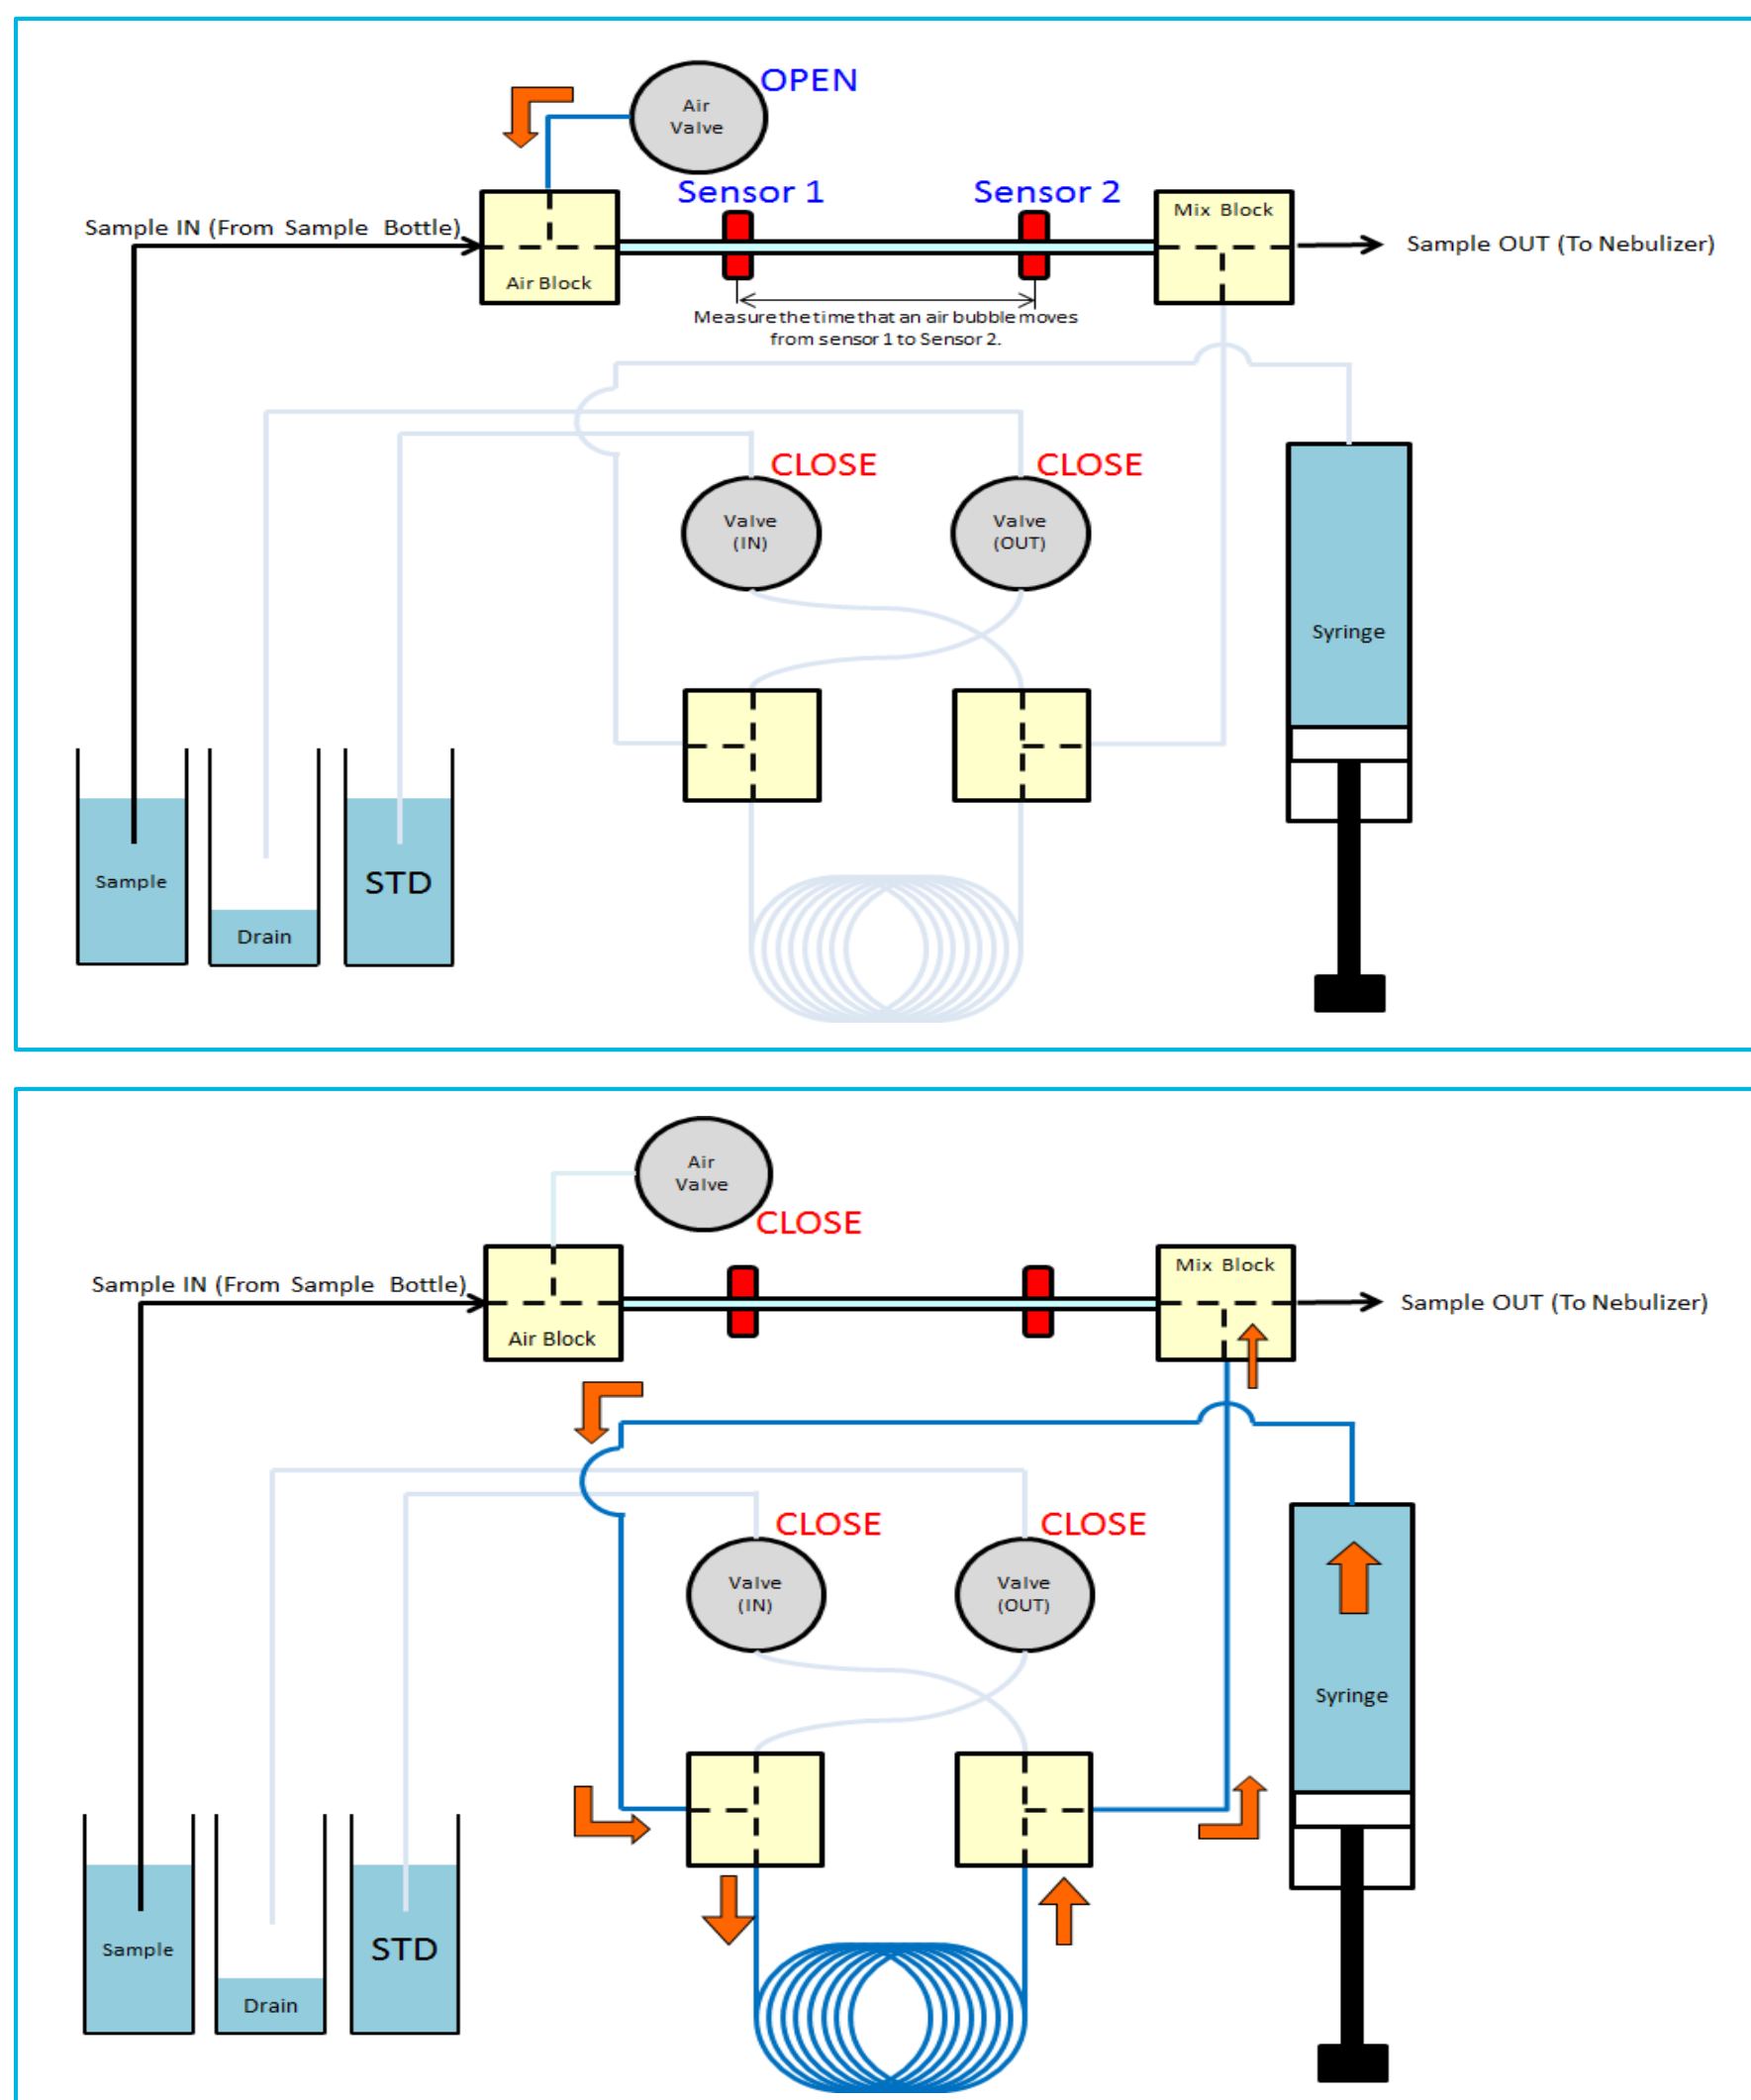 OPEN
Air
Valve
Sensor 1
Sensor 2
Sample IN (From Sample Bottle)
Air Block
Mix Block
Sample OUT (To Nebulizer)
Measure the time that an air bubble moves
from sensor 1 to Sensor 2.
CLOSE
CLOSE
Valve
(IN)
Valve
(OUT)
Syringe
Sample
Drain
STD
Air
Valve
CLOSE
Sample IN (From Sample Bottle)
Air Block
Mix Block
Sample OUT (To Nebulizer)
CLOSE
CLOSE
Valve
(IN)
Valve
(OUT)
Syringe
Sample
Drain
STD